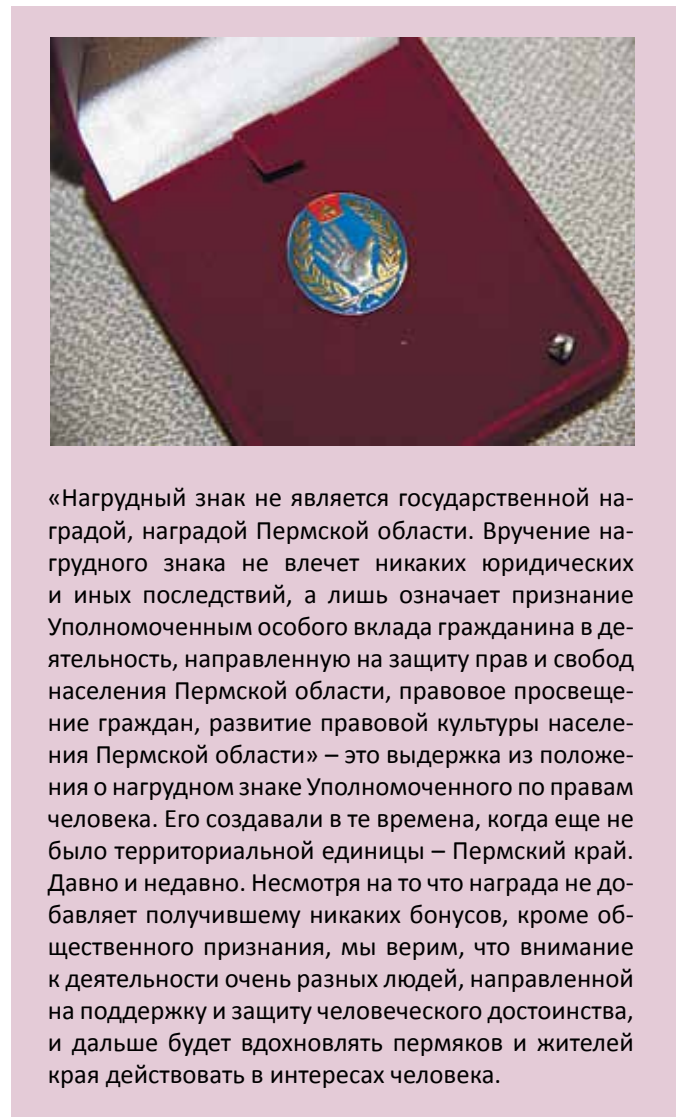 «Нагрудный знак не является государственной на-
градой, наградой Пермской области. Вручение на-
грудного знака не влечет никаких юридических
и иных последствий, а лишь означает признание
Уполномоченным особого вклада гражданина в де-
ятельность, направленную на защиту прав и свобод
населения Пермской области, правовое просвеще-
ние граждан, развитие правовой культуры населе-
ния Пермской области» – это выдержка из положе-
ния о нагрудном знаке Уполномоченного по правам
человека. Его создавали в те времена, когда еще не
было территориальной единицы – Пермский край.
Давно и недавно. Несмотря на то что награда не до-
бавляет получившему никаких бонусов, кроме об-
щественного признания, мы верим, что внимание
к деятельности очень разных людей, направленной
на поддержку и защиту человеческого достоинства,
и дальше будет вдохновлять пермяков и жителей
края действовать в интересах человека.